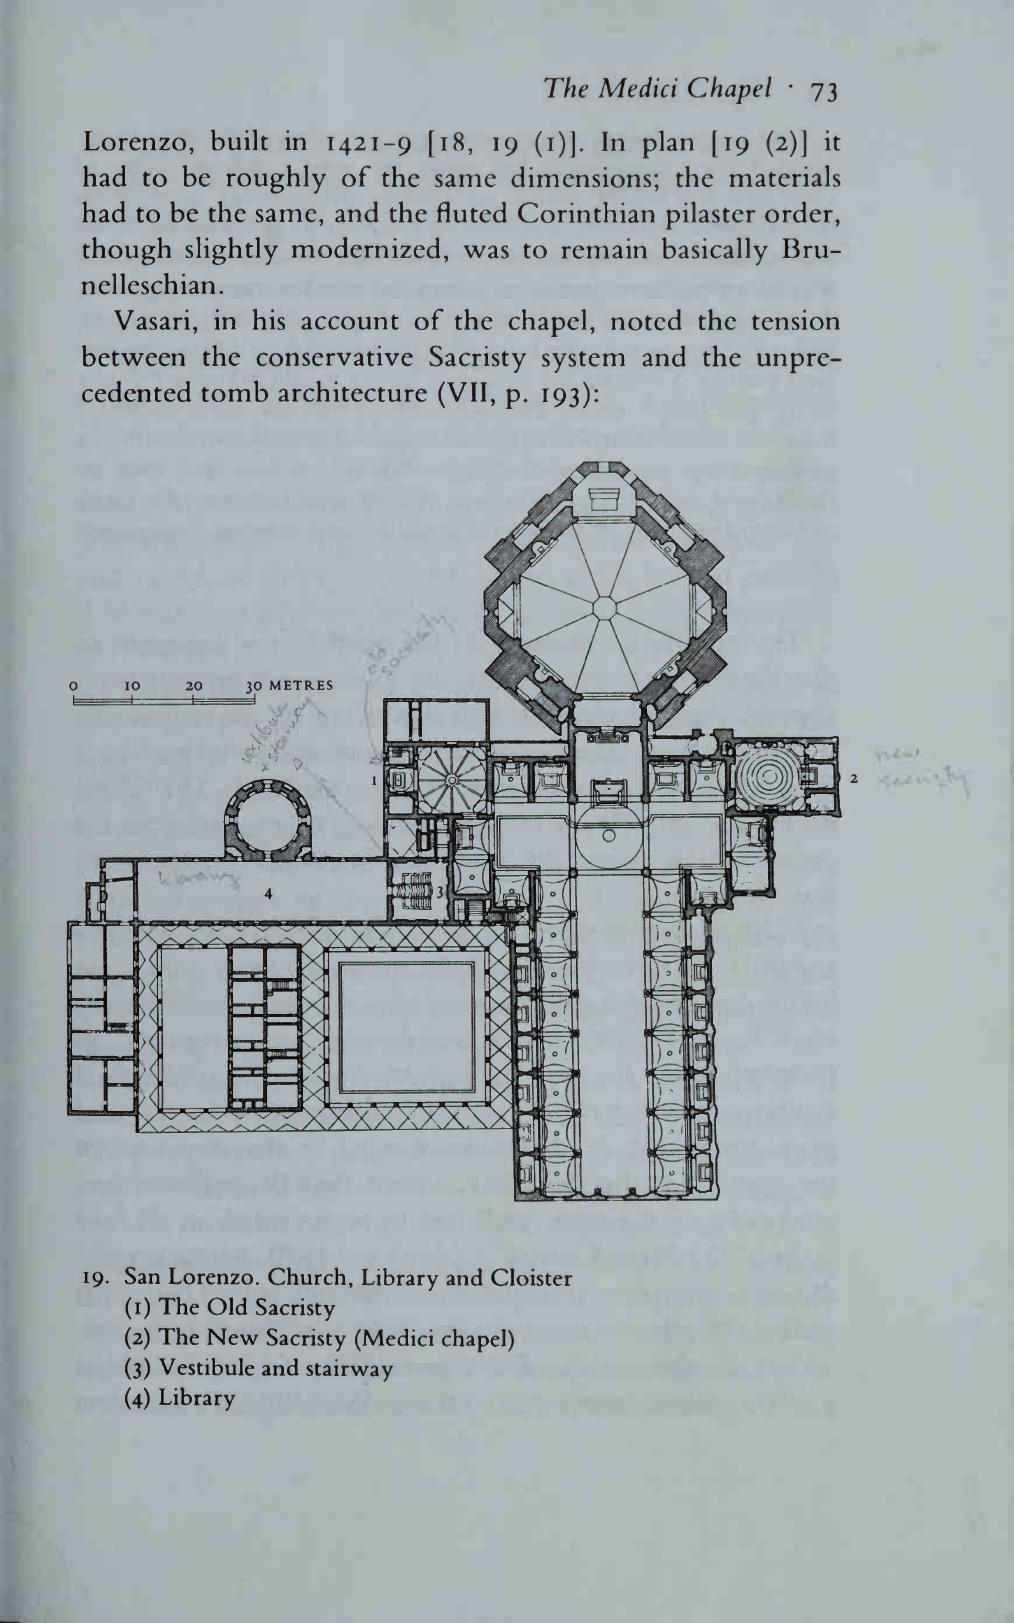 The Medici Chapel · 73
Lorenzo, built in 1421–9 [18, 19 (1)]. In plan [19 (2)] it
had to be roughly of the same dimensions; the materials
had to be the same, and the fluted Corinthian pilaster order,
though slightly modernized, was to remain basically Bru-
nelleschian.
Vasari, in his account of the chapel, noted the tension
between the conservative Sacristy system and the unpre-
cedented tomb architecture (VII, p. 193):
old
sacristy
0 10 20 30 METRES
vestibule
+ stairway
1
2
new
sacristy
library
4
3
19. San Lorenzo. Church, Library and Cloister
(1) The Old Sacristy
(2) The New Sacristy (Medici chapel)
(3) Vestibule and stairway
(4) Library